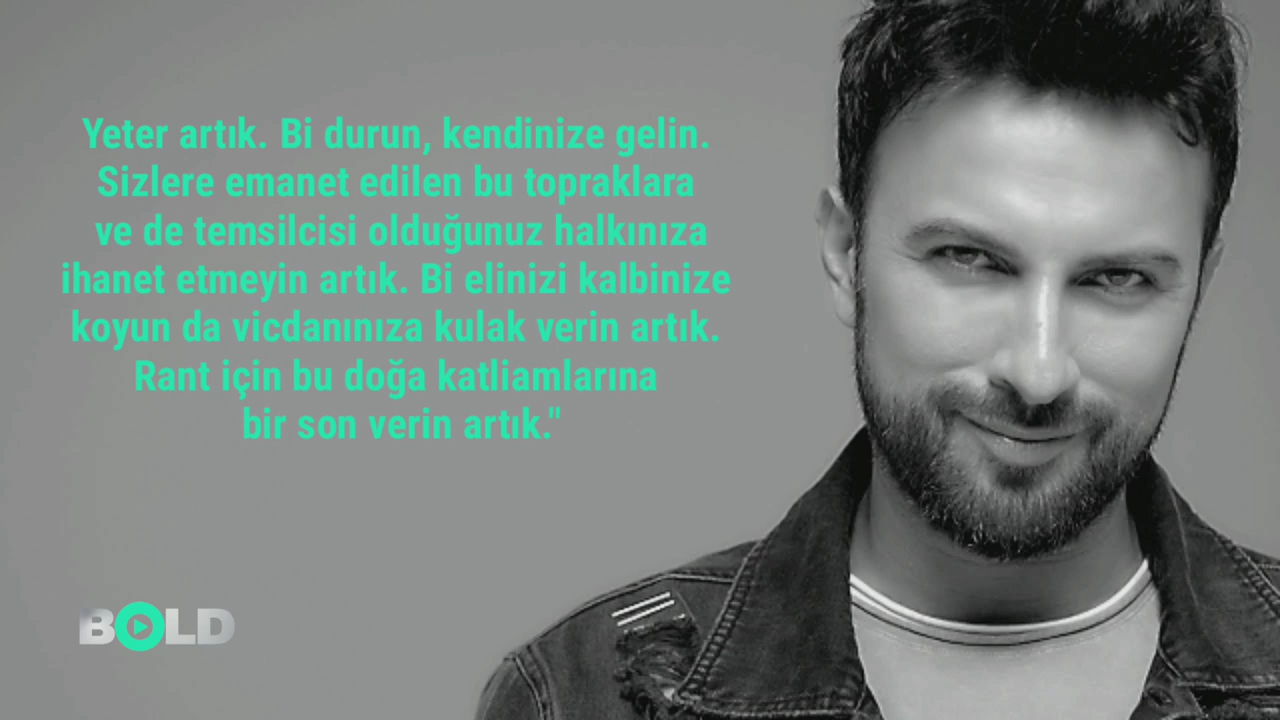 Yeter artık. Bi durun, kendinize gelin.
Sizlere emanet edilen bu topraklara
ve de temsilcisi olduğunuz halkınıza
ihanet etmeyin artık. Bi elinizi kalbinize
koyun da vicdanınıza kulak verin artık.
Rant için bu doğa katliamlarına
bir son verin artık."
BOLD